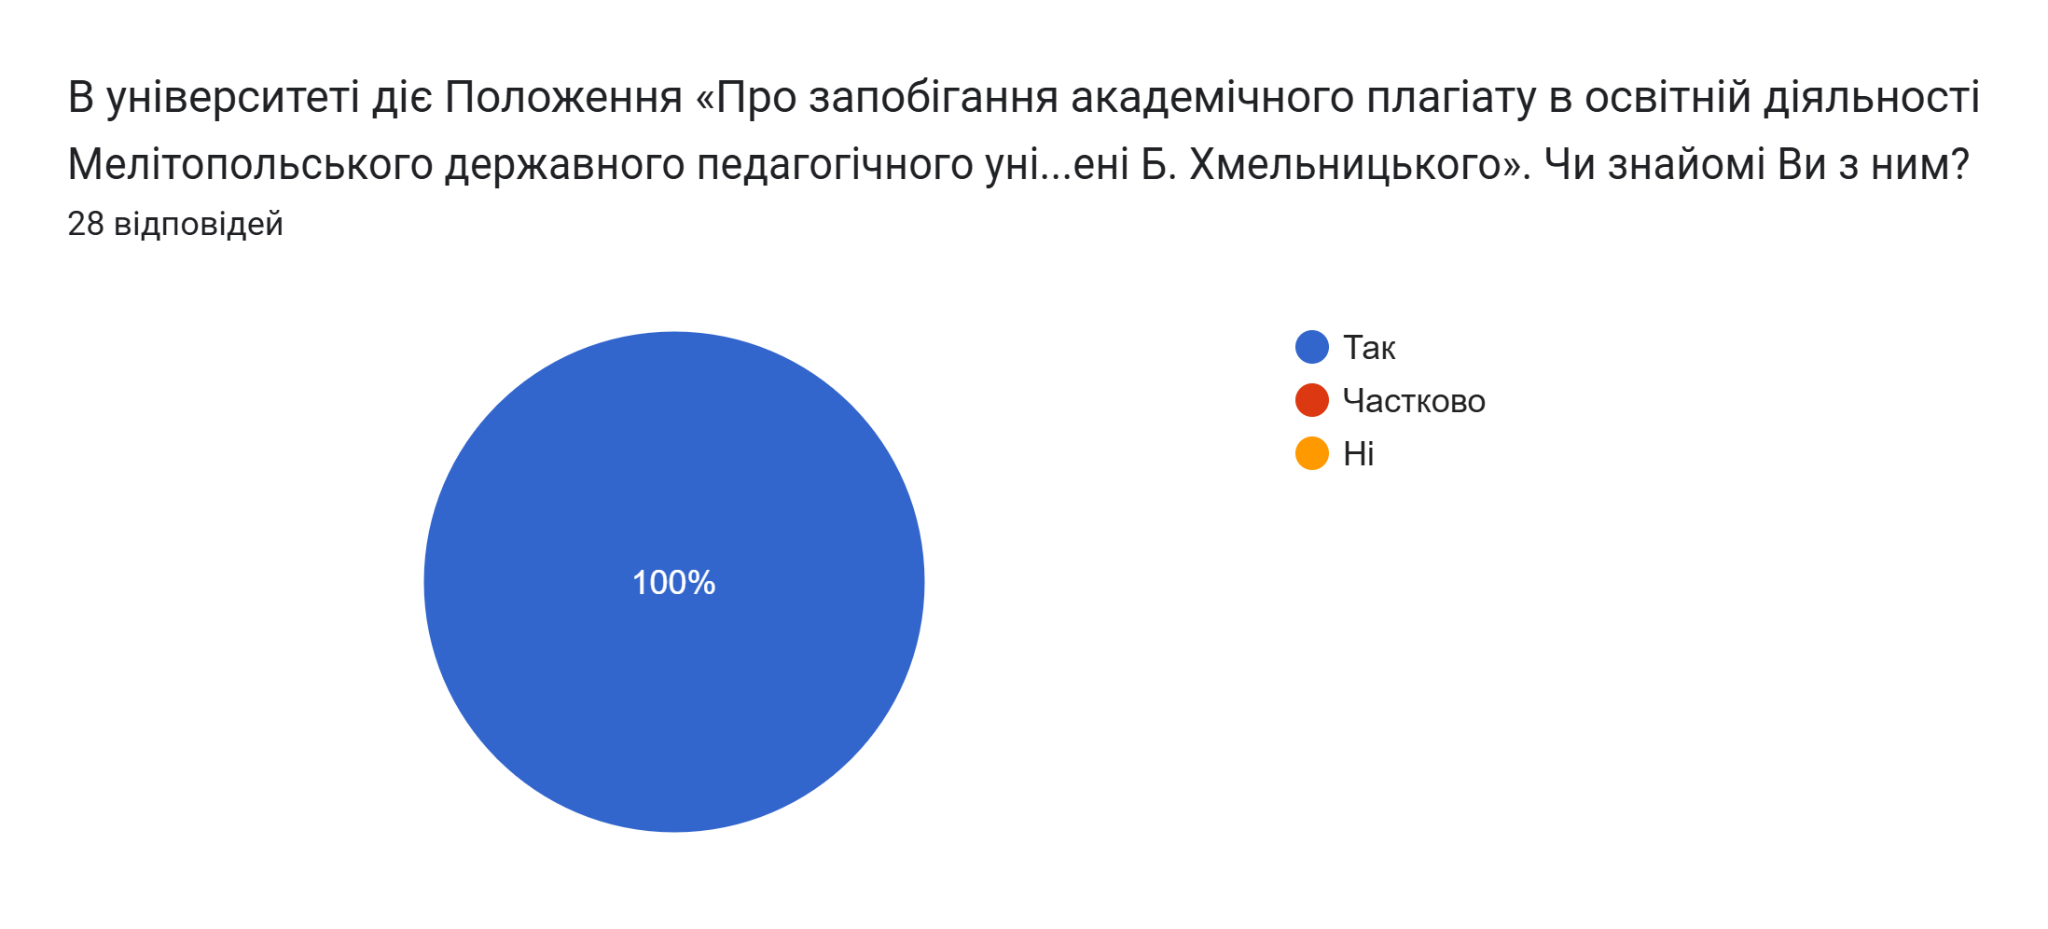 В університеті діє Положення «Про запобігання академічного плагіату в освітній діяльності
Мелітопольського державного педагогічного уні...ені Б. Хмельницького». Чи знайомі Ви з ним?
28 відповідей
Так
Частково
Ні
100%